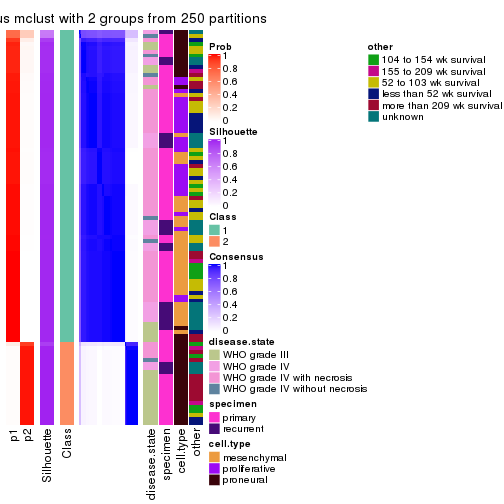 us mclust with 2 groups from 250 partitions
Prob
1
0.8
0.6
0.4
0.2
0
Silhouette
1
0.8
0.6
0.4
0.2
0
Class
1
2
Consensus
1
0.8
0.6
0.4
0.2
0
disease.state
WHO grade III
WHO grade IV
WHO grade IV with necrosis
WHO grade IV without necrosis
specimen
primary
recurrent
cell.type
mesenchymal
proliferative
proneural
other
104 to 154 wk survival
155 to 209 wk survival
52 to 103 wk survival
less than 52 wk survival
more than 209 wk survival
unknown
p1
p2
Silhouette
Class
disease.state
specimen
cell.type
other